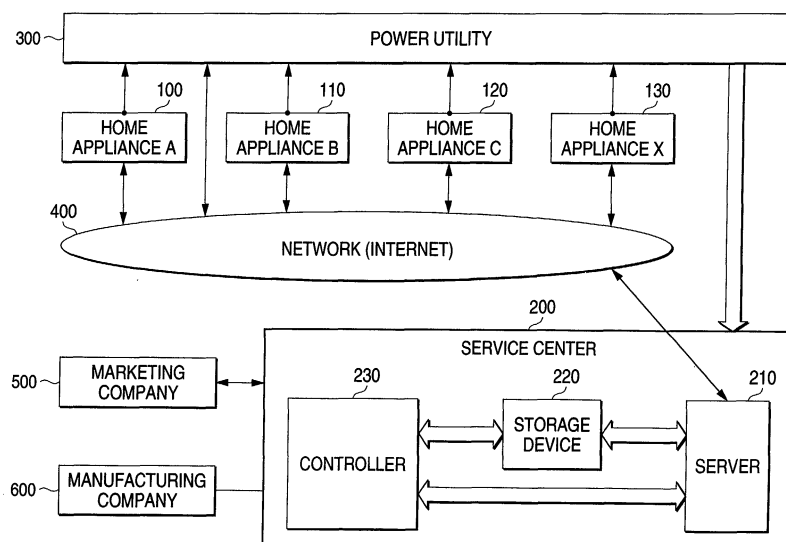 300
POWER UTILITY
100
110
120
130
HOME
APPLIANCE A
HOME
APPLIANCE B
HOME
APPLIANCE C
HOME
APPLIANCE X
400
NETWORK (INTERNET)
200
SERVICE CENTER
500
MARKETING
COMPANY
230
220
210
CONTROLLER
STORAGE
DEVICE
SERVER
600
MANUFACTURING
COMPANY